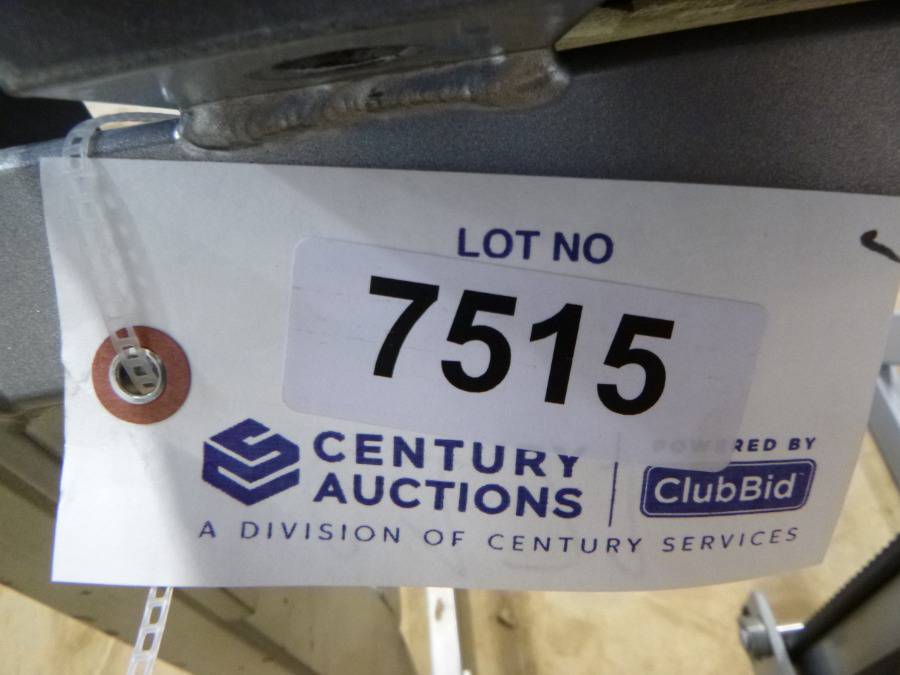 LOT NO
7515
CENTURY
AUCTIONS
A DIVISION OF CENTURY SERVICES
POWERED BY
ClubBid